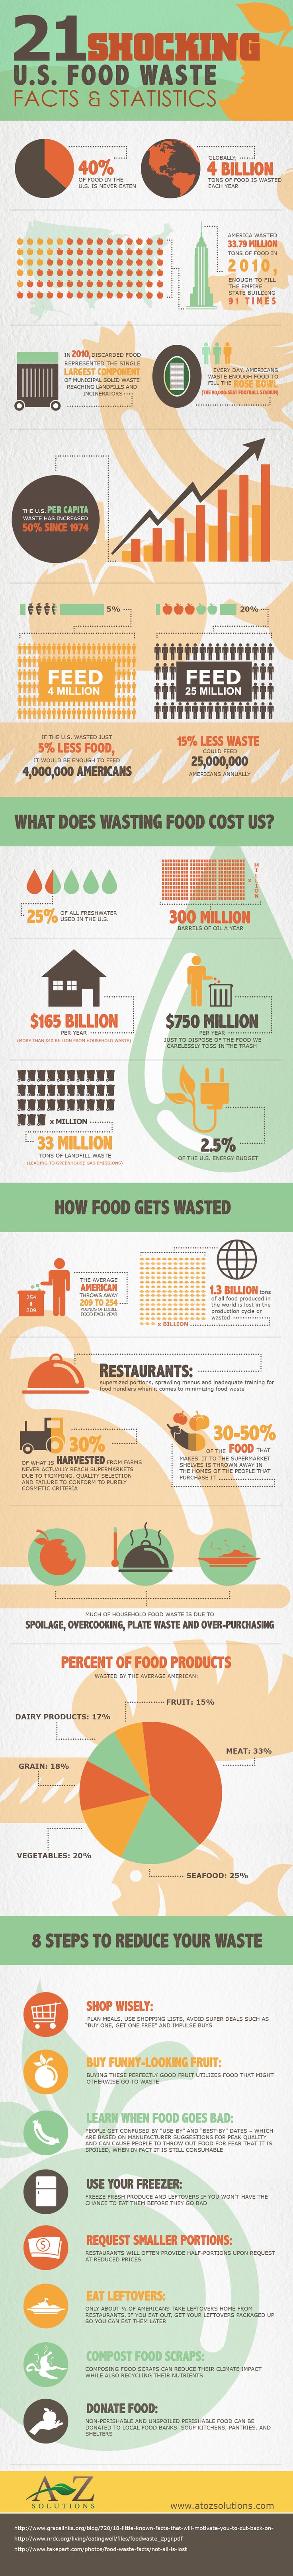 21 SHOCKING
U.S. FOOD WASTE
FACTS & STATISTICS
40%
OF FOOD IN THE
U.S. IS NEVER EATEN
GLOBALLY,
4 BILLION
TONS OF FOOD IS WASTED
EACH YEAR
AMERICA WASTED
33.79 MILLION
TONS OF FOOD IN
2010,
ENOUGH TO FILL
THE EMPIRE
STATE BUILDING
91 TIMES
IN 2010, DISCARDED FOOD
REPRESENTED THE SINGLE
LARGEST COMPONENT
OF MUNICIPAL SOLID WASTE
REACHING LANDFILLS AND
INCINERATORS
EVERY DAY, AMERICANS
WASTE ENOUGH FOOD TO
FILL THE ROSE BOWL
(THE 90,000-SEAT FOOTBALL STADIUM)
THE U.S. PER CAPITA
WASTE HAS INCREASED
50% SINCE 1974
5%
20%
FEED
4 MILLION
FEED
25 MILLION
IF THE U.S. WASTED JUST
5% LESS FOOD,
IT WOULD BE ENOUGH TO FEED
4,000,000 AMERICANS
15% LESS WASTE
COULD FEED
25,000,000
AMERICANS ANNUALLY
WHAT DOES WASTING FOOD COST US?
25% OF ALL FRESHWATER
USED IN THE U.S.
x MILLION
300 MILLION
BARRELS OF OIL A YEAR
$165 BILLION
PER YEAR
(MORE THAN $40 BILLION FROM HOUSEHOLD WASTE)
$750 MILLION
PER YEAR
JUST TO DISPOSE OF THE FOOD WE
CARELESSLY TOSS IN THE TRASH
x MILLION
33 MILLION
TONS OF LANDFILL WASTE
(LEADING TO GREENHOUSE GAS EMISSIONS)
2.5%
OF THE U.S. ENERGY BUDGET
HOW FOOD GETS WASTED
254
209
THE AVERAGE
AMERICAN
THROWS AWAY
209 TO 254
POUNDS OF EDIBLE
FOOD EACH YEAR
x BILLION
1.3 BILLION tons
of all food produced in
the world is lost in the
production cycle or
wasted
RESTAURANTS:
supersized portions, sprawling menus and inadequate training for
food handlers when it comes to minimizing food waste
30%
OF WHAT IS HARVESTED FROM FARMS
NEVER ACTUALLY REACH SUPERMARKETS
DUE TO TRIMMING, QUALITY SELECTION
AND FAILURE TO CONFORM TO PURELY
COSMETIC CRITERIA
30-50%
OF THE FOOD THAT
MAKES IT TO THE SUPERMARKET
SHELVES IS THROWN AWAY IN
THE HOMES OF THE PEOPLE THAT
PURCHASE IT
MUCH OF HOUSEHOLD FOOD WASTE IS DUE TO
SPOILAGE, OVERCOOKING, PLATE WASTE AND OVER-PURCHASING
PERCENT OF FOOD PRODUCTS
WASTED BY THE AVERAGE AMERICAN:
FRUIT: 15%
DAIRY PRODUCTS: 17%
MEAT: 33%
GRAIN: 18%
VEGETABLES: 20%
SEAFOOD: 25%
8 STEPS TO REDUCE YOUR WASTE
SHOP WISELY:
PLAN MEALS, USE SHOPPING LISTS, AVOID SUPER DEALS SUCH AS
"BUY ONE, GET ONE FREE" AND IMPULSE BUYS
BUY FUNNY-LOOKING FRUIT:
BUYING THESE PERFECTLY GOOD FRUIT UTILIZES FOOD THAT MIGHT
OTHERWISE GO TO WASTE
LEARN WHEN FOOD GOES BAD:
PEOPLE GET CONFUSED BY "USE-BY" AND "BEST-BY" DATES – WHICH
ARE BASED ON MANUFACTURER SUGGESTIONS FOR PEAK QUALITY
AND CAN CAUSE PEOPLE TO THROW OUT FOOD FOR FEAR THAT IT IS
SPOILED, WHEN IN FACT IT IS STILL CONSUMABLE
USE YOUR FREEZER:
FREEZE FRESH PRODUCE AND LEFTOVERS IF YOU WON'T HAVE THE
CHANCE TO EAT THEM BEFORE THEY GO BAD
REQUEST SMALLER PORTIONS:
RESTAURANTS WILL OFTEN PROVIDE HALF-PORTIONS UPON REQUEST
AT REDUCED PRICES
EAT LEFTOVERS:
ONLY ABOUT ½ OF AMERICANS TAKE LEFTOVERS HOME FROM
RESTAURANTS. IF YOU EAT OUT, GET YOUR LEFTOVERS PACKAGED UP
SO YOU CAN EAT THEM LATER
COMPOST FOOD SCRAPS:
COMPOSING FOOD SCRAPS CAN REDUCE THEIR CLIMATE IMPACT
WHILE ALSO RECYCLING THEIR NUTRIENTS
DONATE FOOD:
NON-PERISHABLE AND UNSPOILED PERISHABLE FOOD CAN BE
DONATED TO LOCAL FOOD BANKS, SOUP KITCHENS, PANTRIES, AND
SHELTERS
A Z
SOLUTIONS
www.atozsolutions.com
http://www.gracelinks.org/blog/720/18-little-known-facts-that-will-motivate-you-to-cut-back-on-
http://www.nrdc.org/living/eatingwell/files/foodwaste_2pgr.pdf
http://www.takepart.com/photos/food-waste-facts/not-all-is-lost